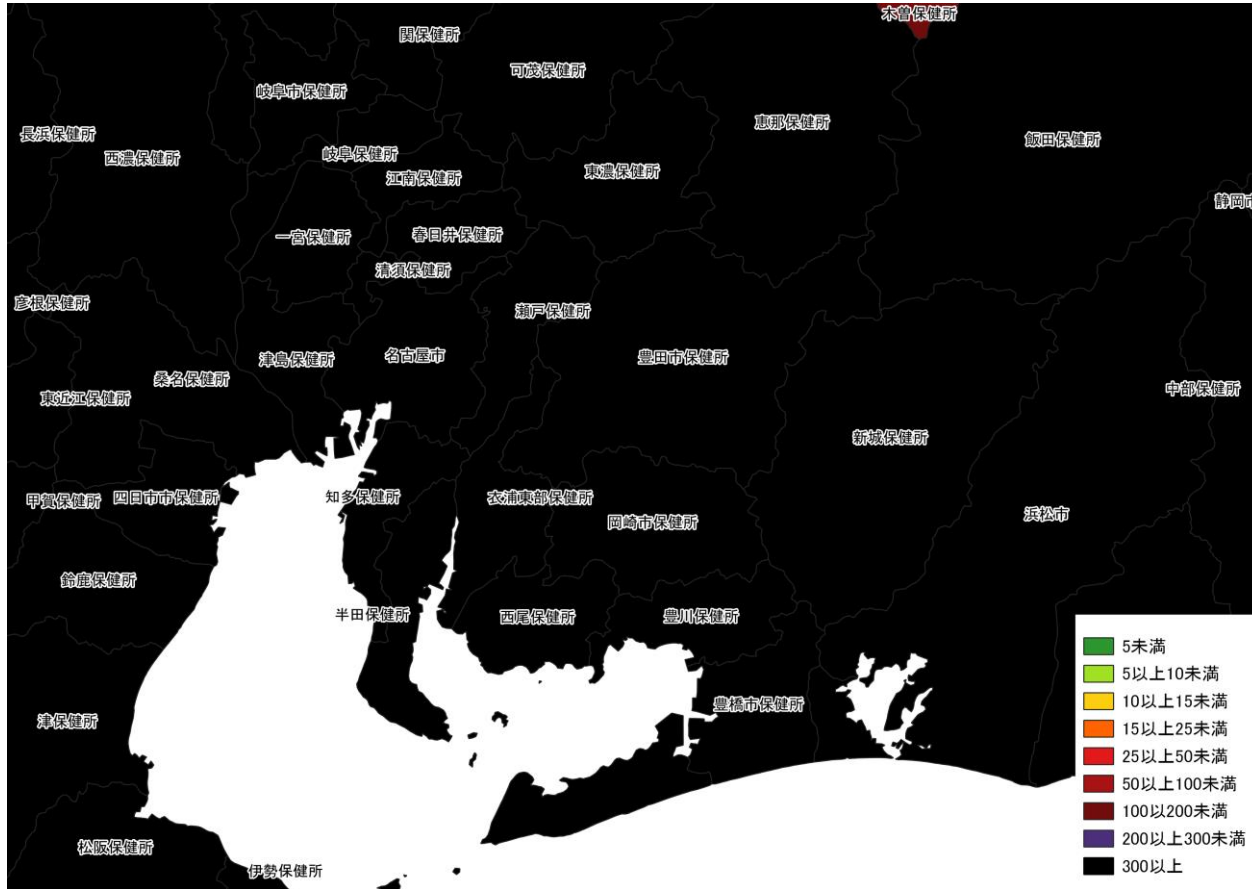 木曽保健所
関保健所
可茂保健所
岐阜市保健所
恵那保健所
長浜保健所
西濃保健所
岐阜保健所
飯田保健所
東濃保健所
江南保健所
静岡市
一宮保健所
春日井保健所
清須保健所
彦根保健所
瀬戸保健所
津島保健所
名古屋市
豊田市保健所
桑名保健所
東近江保健所
中部保健所
新城保健所
甲賀保健所
四日市市保健所
知多保健所
衣浦東部保健所
岡崎市保健所
浜松市
鈴鹿保健所
半田保健所
西尾保健所
豊川保健所
津保健所
豊橋市保健所
松阪保健所
伊勢保健所
5未満
5以上10未満
10以上15未満
15以上25未満
25以上50未満
50以上100未満
100以200未満
200以上300未満
300以上